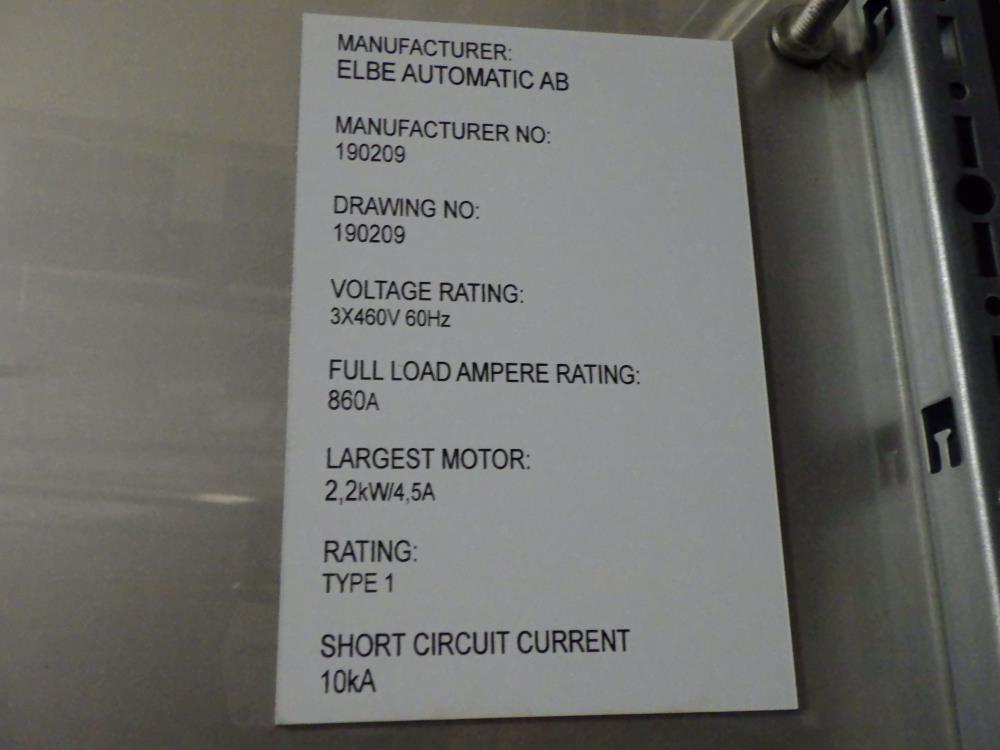 MANUFACTURER:
ELBE AUTOMATIC AB
MANUFACTURER NO:
190209
DRAWING NO:
190209
VOLTAGE RATING:
3X460V 60Hz
FULL LOAD AMPERE RATING:
860A
LARGEST MOTOR:
2,2kW/4,5A
RATING:
TYPE 1
SHORT CIRCUIT CURRENT
10kA